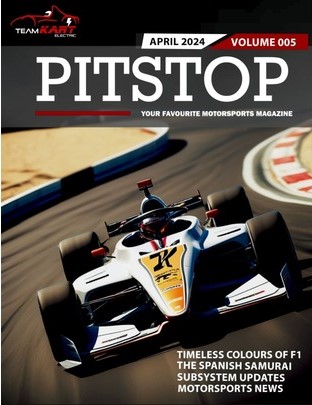 TEAM KART
ELECTRIC
APRIL 2024
VOLUME 005
PITSTOP
YOUR FAVOURITE MOTORSPORTS MAGAZINE
TK
TIMELESS COLOURS OF F1
THE SPANISH SAMURAI
SUBSYSTEM UPDATES
MOTORSPORTS NEWS